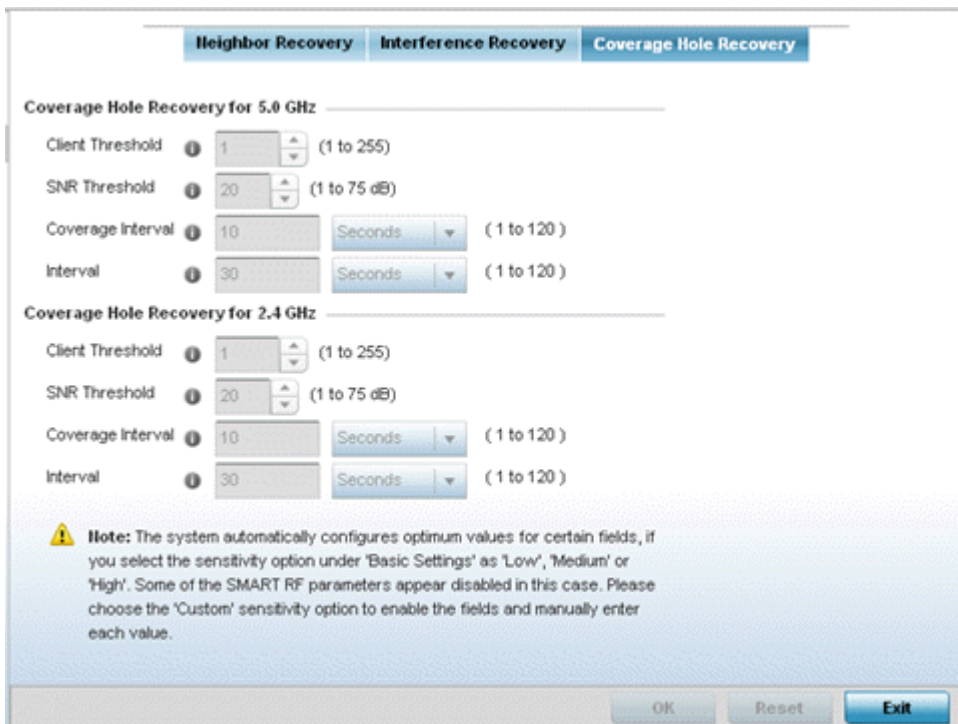 Neighbor Recovery Interference Recovery Coverage Hole Recovery
Coverage Hole Recovery for 5.0 GHz
Client Threshold 1 (1 to 255)
SNR Threshold 20 (1 to 75 dB)
Coverage Interval 10 Seconds ( 1 to 120 )
Interval 30 Seconds ( 1 to 120 )
Coverage Hole Recovery for 2.4 GHz
Client Threshold 1 (1 to 255)
SNR Threshold 20 (1 to 75 dB)
Coverage Interval 10 Seconds ( 1 to 120 )
Interval 30 Seconds ( 1 to 120 )
Note: The system automatically configures optimum values for certain fields, if
you select the sensitivity option under 'Basic Settings' as 'Low', 'Medium' or
'High'. Some of the SMART RF parameters appear disabled in this case. Please
choose the 'Custom' sensitivity option to enable the fields and manually enter
each value.
OK Reset Exit